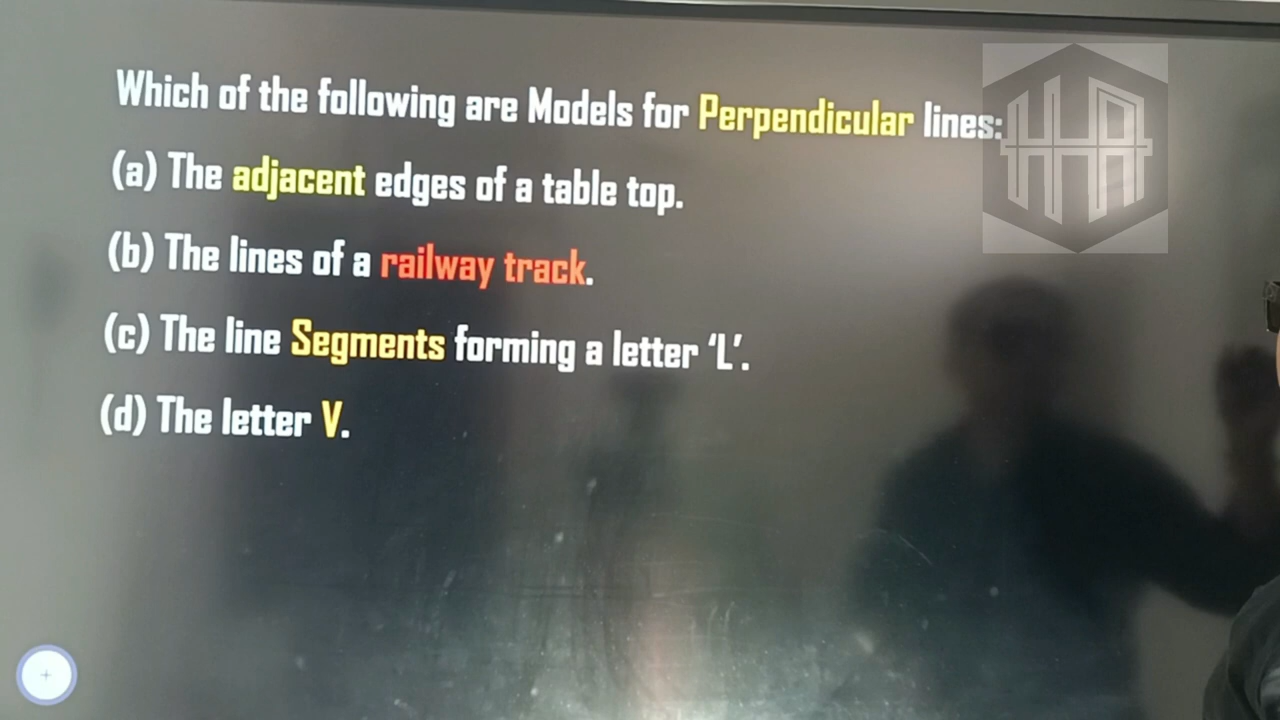 Which of the following are Models for Perpendicular lines:
(a) The adjacent edges of a table top.
(b) The lines of a railway track.
(c) The line Segments forming a letter ‘L’.
(d) The letter V.